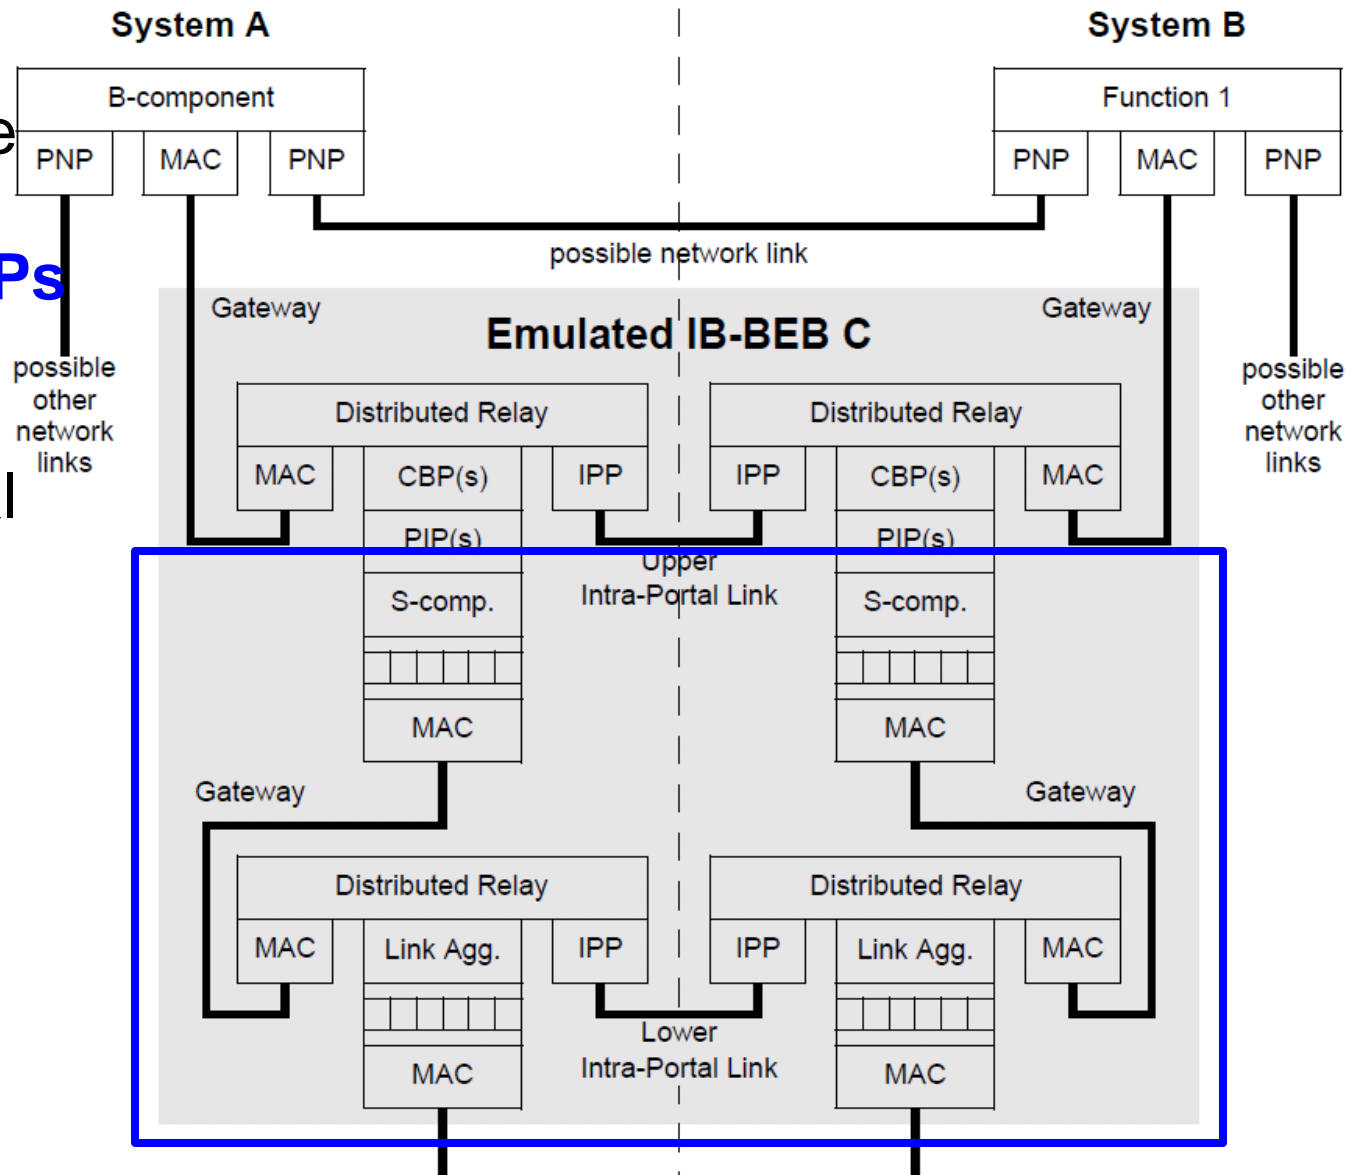 System A
System B
B-component
Function 1
e
PNP
MAC
PNP
PNP
MAC
PNP
possible network link
Ps
Gateway
Gateway
Emulated IB-BEB C
possible
other
network
links
possible
other
network
links
Distributed Relay
Distributed Relay
MAC
CBP(s)
IPP
IPP
CBP(s)
MAC
l
PIP(s)
PIP(s)
Upper
Intra-Portal Link
S-comp.
S-comp.
MAC
MAC
Gateway
Gateway
Distributed Relay
Distributed Relay
MAC
Link Agg.
IPP
IPP
Link Agg.
MAC
Lower
Intra-Portal Link
MAC
MAC